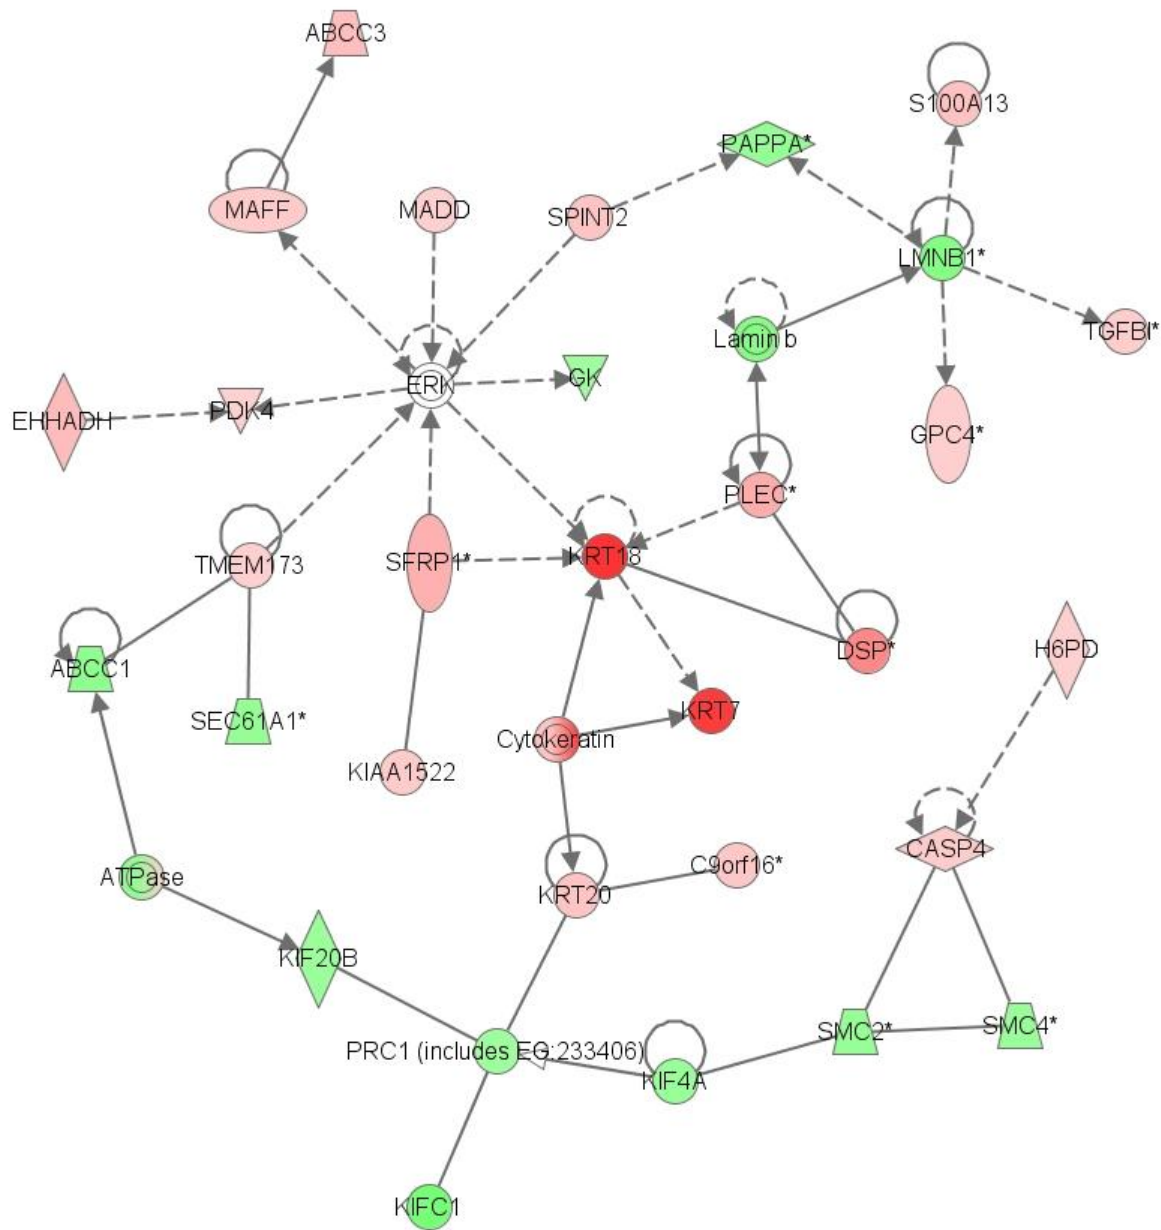 ABCC3
S100A13
PAPPA*
MAFF
MADD
SPINT2
LMNB1*
TGFBI*
Lamin b
ERK
GK
EHHADH
PDK4
GPC4*
PLEC*
TMEM173
SFRP1*
KRT18
ABCC1
DSP*
H6PD
SEC61A1*
KRT7
Cytokeratin
KIAA1522
CASP4
C9orf16*
ATPase
KRT20
KIF20B
SMC2*
SMC4*
PRC1 (includes EG:233406)
KIF4A
KIFC1